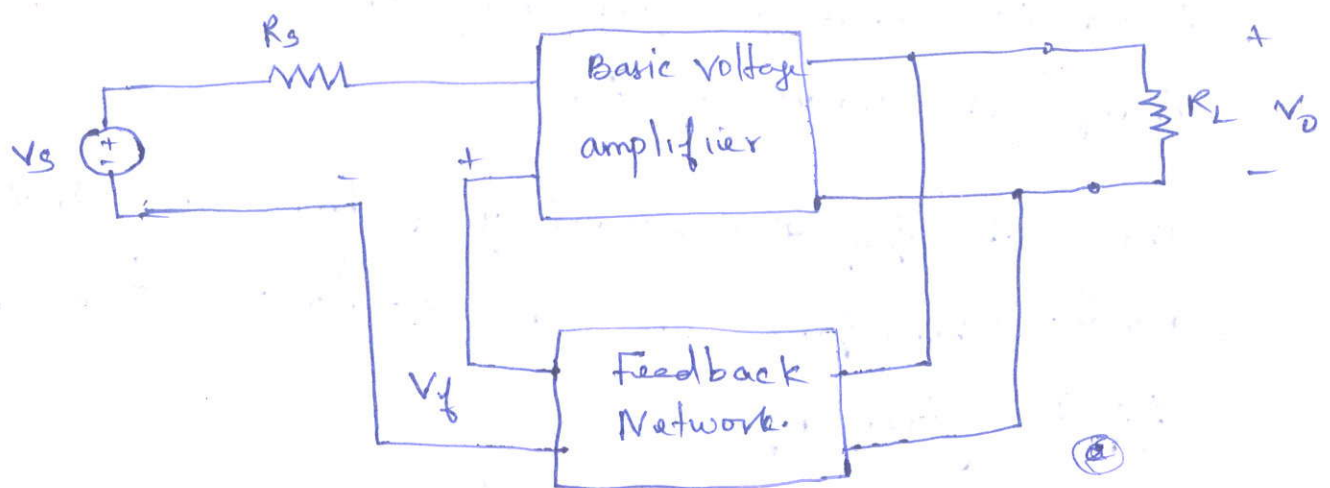 Rs
Basic Voltage
amplifier
Vs
+
-
+
-
RL
Vo
+
-
Vf
Feedback
Network.
a